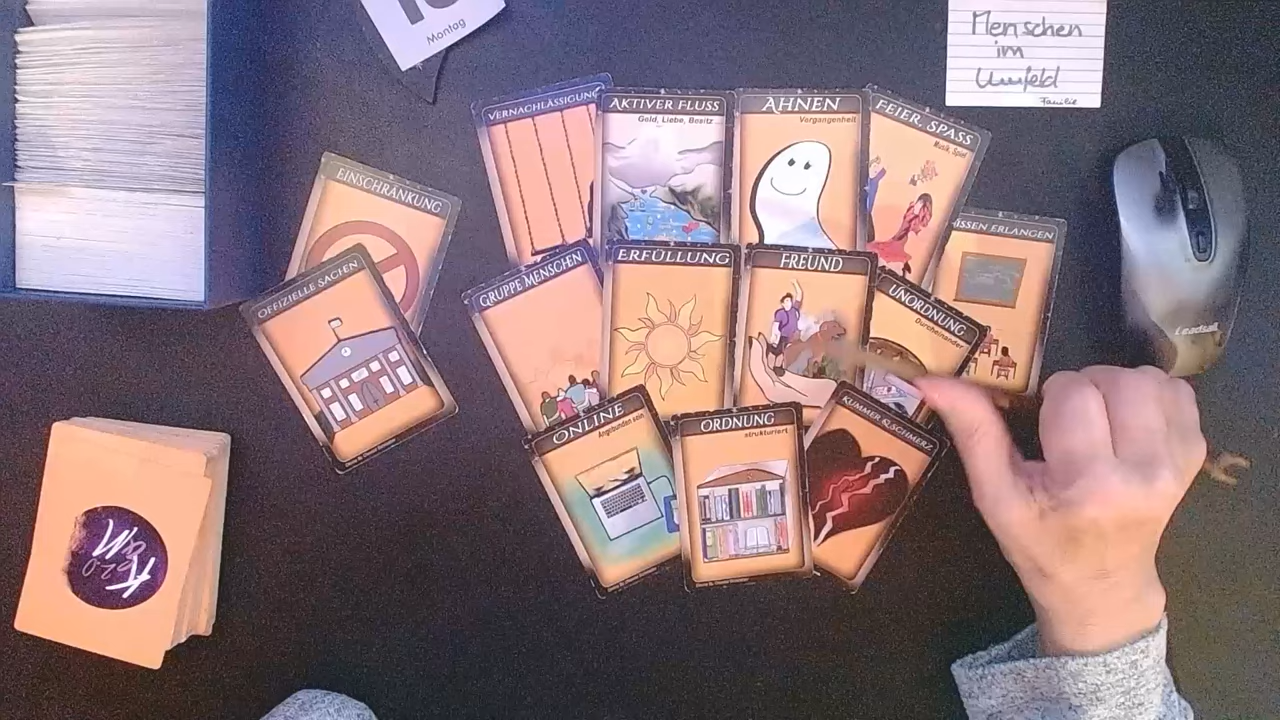 Montag
Menschen
im
Umfeld
Familie
VERNACHLÄSSIGUNG
AKTIVER FLUSS
Geld, Liebe, Besitz
AHNEN
Vergangenheit
FEIER, SPASS
Musik, Spiel
EINSCHRÄNKUNG
WISSEN ERLANGEN
OFFIZIELLE SACHEN
GRUPPE MENSCHEN
ERFÜLLUNG
FREUND
UNORDNUNG
Durcheinander
ONLINE
Angebunden sein
ORDNUNG
strukturiert
KUMMER & SCHMERZ
Leadsail